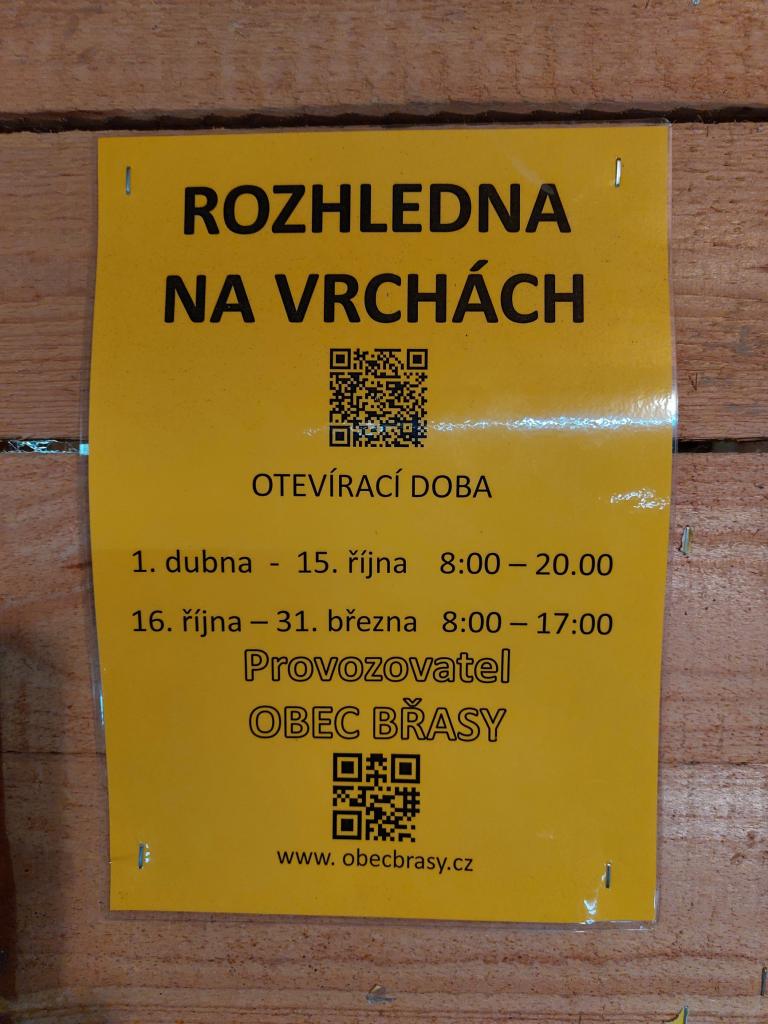 ROZHLEDNA
NA VRCHÁCH
OTEVÍRACÍ DOBA
1. dubna - 15. října 8:00 – 20.00
16. října – 31. března 8:00 – 17:00
Provozovatel
OBEC BŘASY
www. obecbrasy.cz